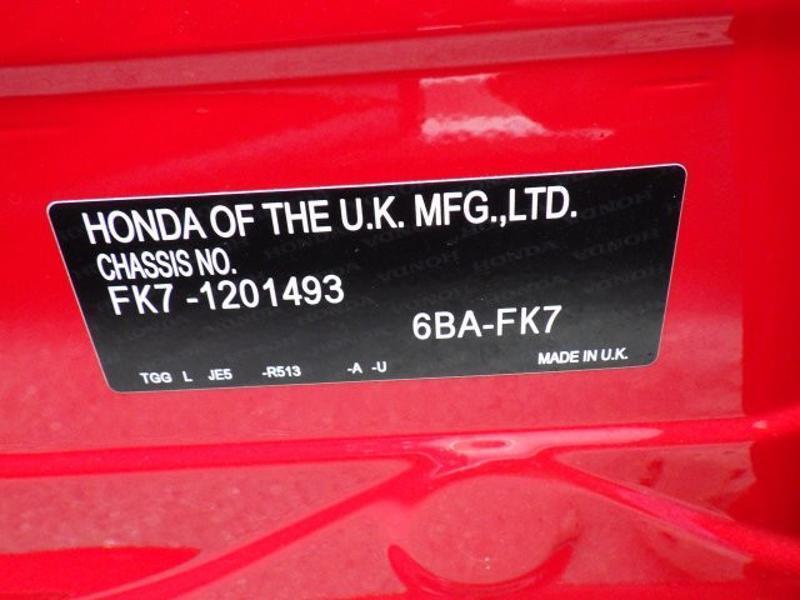 HONDA OF THE U.K. MFG.,LTD.
CHASSIS NO.
FK7 -1201493
6BA-FK7
TGG L JE5 -R513 -A -U MADE IN U.K.